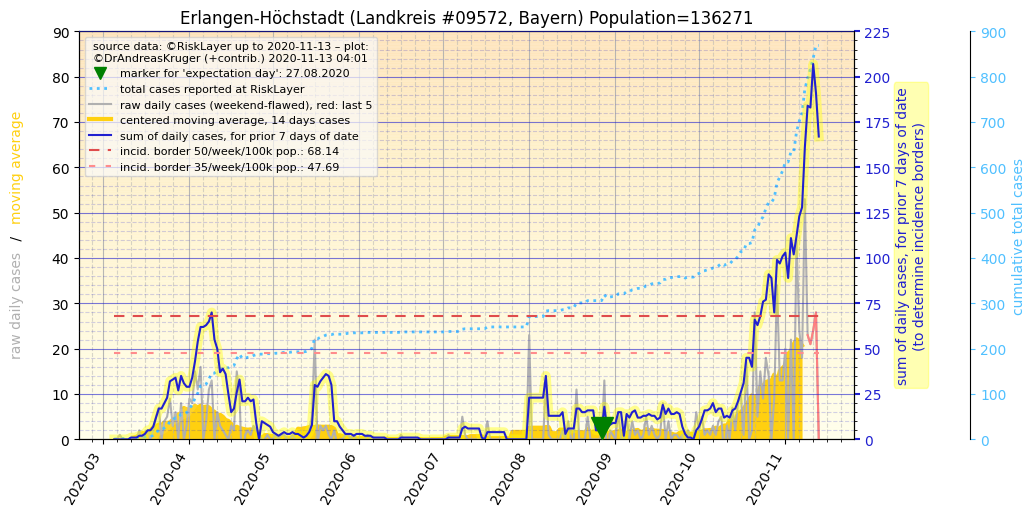 Erlangen-Höchstadt (Landkreis #09572, Bayern) Population=136271
source data: ©RiskLayer up to 2020-11-13 – plot:
©DrAndreasKruger (+contrib.) 2020-11-13 04:01
marker for 'expectation day': 27.08.2020
total cases reported at RiskLayer
raw daily cases (weekend-flawed), red: last 5
centered moving average, 14 days cases
sum of daily cases, for prior 7 days of date
incid. border 50/week/100k pop.: 68.14
incid. border 35/week/100k pop.: 47.69
raw daily cases / moving average
90
80
70
60
50
40
30
20
10
0
225
200
175
150
125
100
75
50
25
0
sum of daily cases, for prior 7 days of date
(to determine incidence borders)
900
800
700
600
500
400
300
200
100
0
cumulative total cases
2020-03
2020-04
2020-05
2020-06
2020-07
2020-08
2020-09
2020-10
2020-11